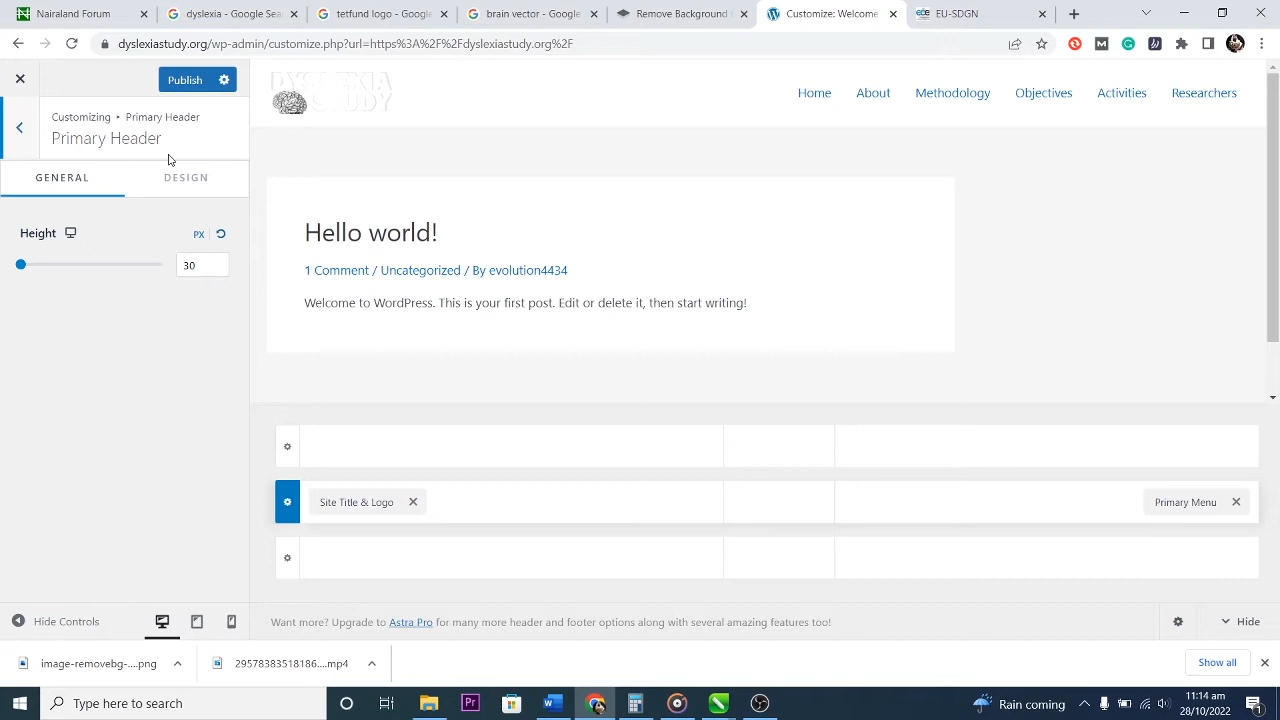 Nairaland Forum
dyslexia - Google Sea
tetfund logo - Google
brain vector - Google
Remove Background f
Customize: Welcome
EU-SDGN
dyslexiastudy.org/wp-admin/customize.php?url=https%3A%2F%2Fdyslexiastudy.org%2F
Publish
Customizing ▸ Primary Header
Primary Header
GENERAL
DESIGN
Height
PX
30
DYSLEXIA
STUDY
Home
About
Methodology
Objectives
Activities
Researchers
Hello world!
1 Comment / Uncategorized / By evolution4434
Welcome to WordPress. This is your first post. Edit or delete it, then start writing!
Site Title & Logo
Primary Menu
Hide Controls
Want more? Upgrade to Astra Pro for many more header and footer options along with several amazing features too!
Hide
image-removebg-....png
29578383518186....mp4
Show all
Type here to search
Rain coming
11:14 am
28/10/2022